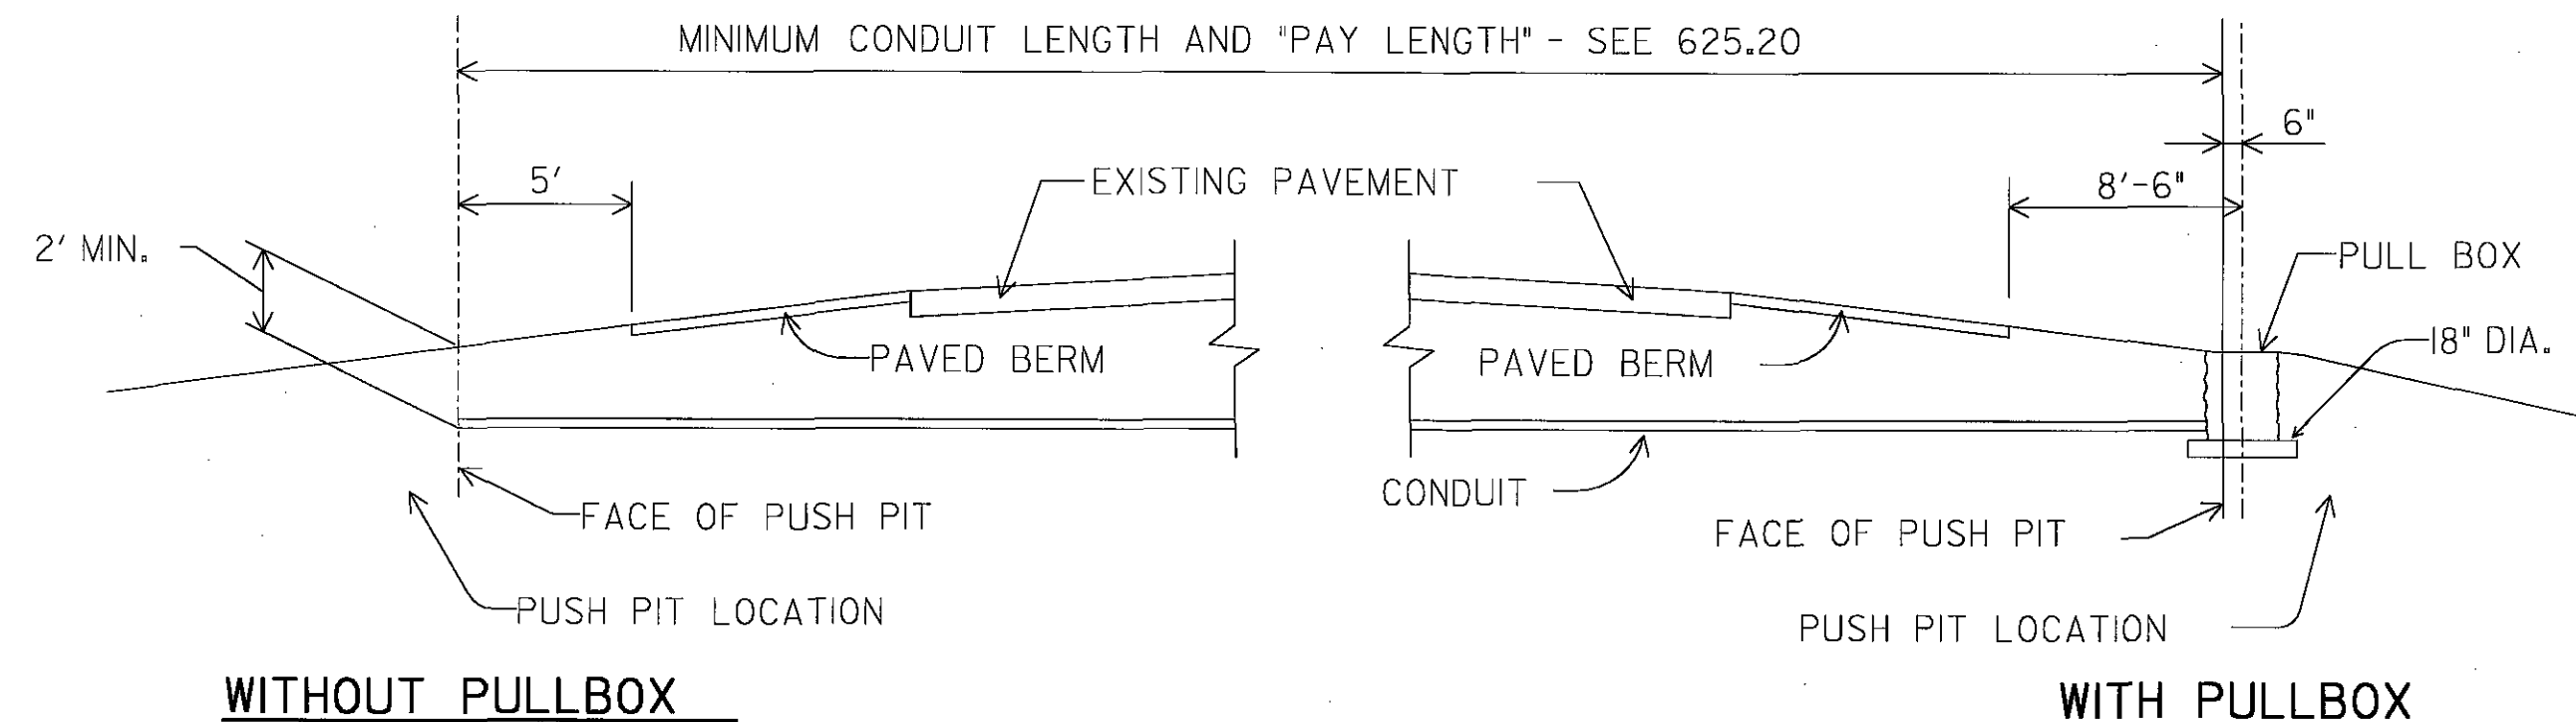 MINIMUM CONDUIT LENGTH AND "PAY LENGTH" - SEE 625.20
6"
5'
EXISTING PAVEMENT
8'-6"
2' MIN.
PULL BOX
PAVED BERM
PAVED BERM
18" DIA.
CONDUIT
FACE OF PUSH PIT
FACE OF PUSH PIT
PUSH PIT LOCATION
PUSH PIT LOCATION
WITHOUT PULLBOX
WITH PULLBOX